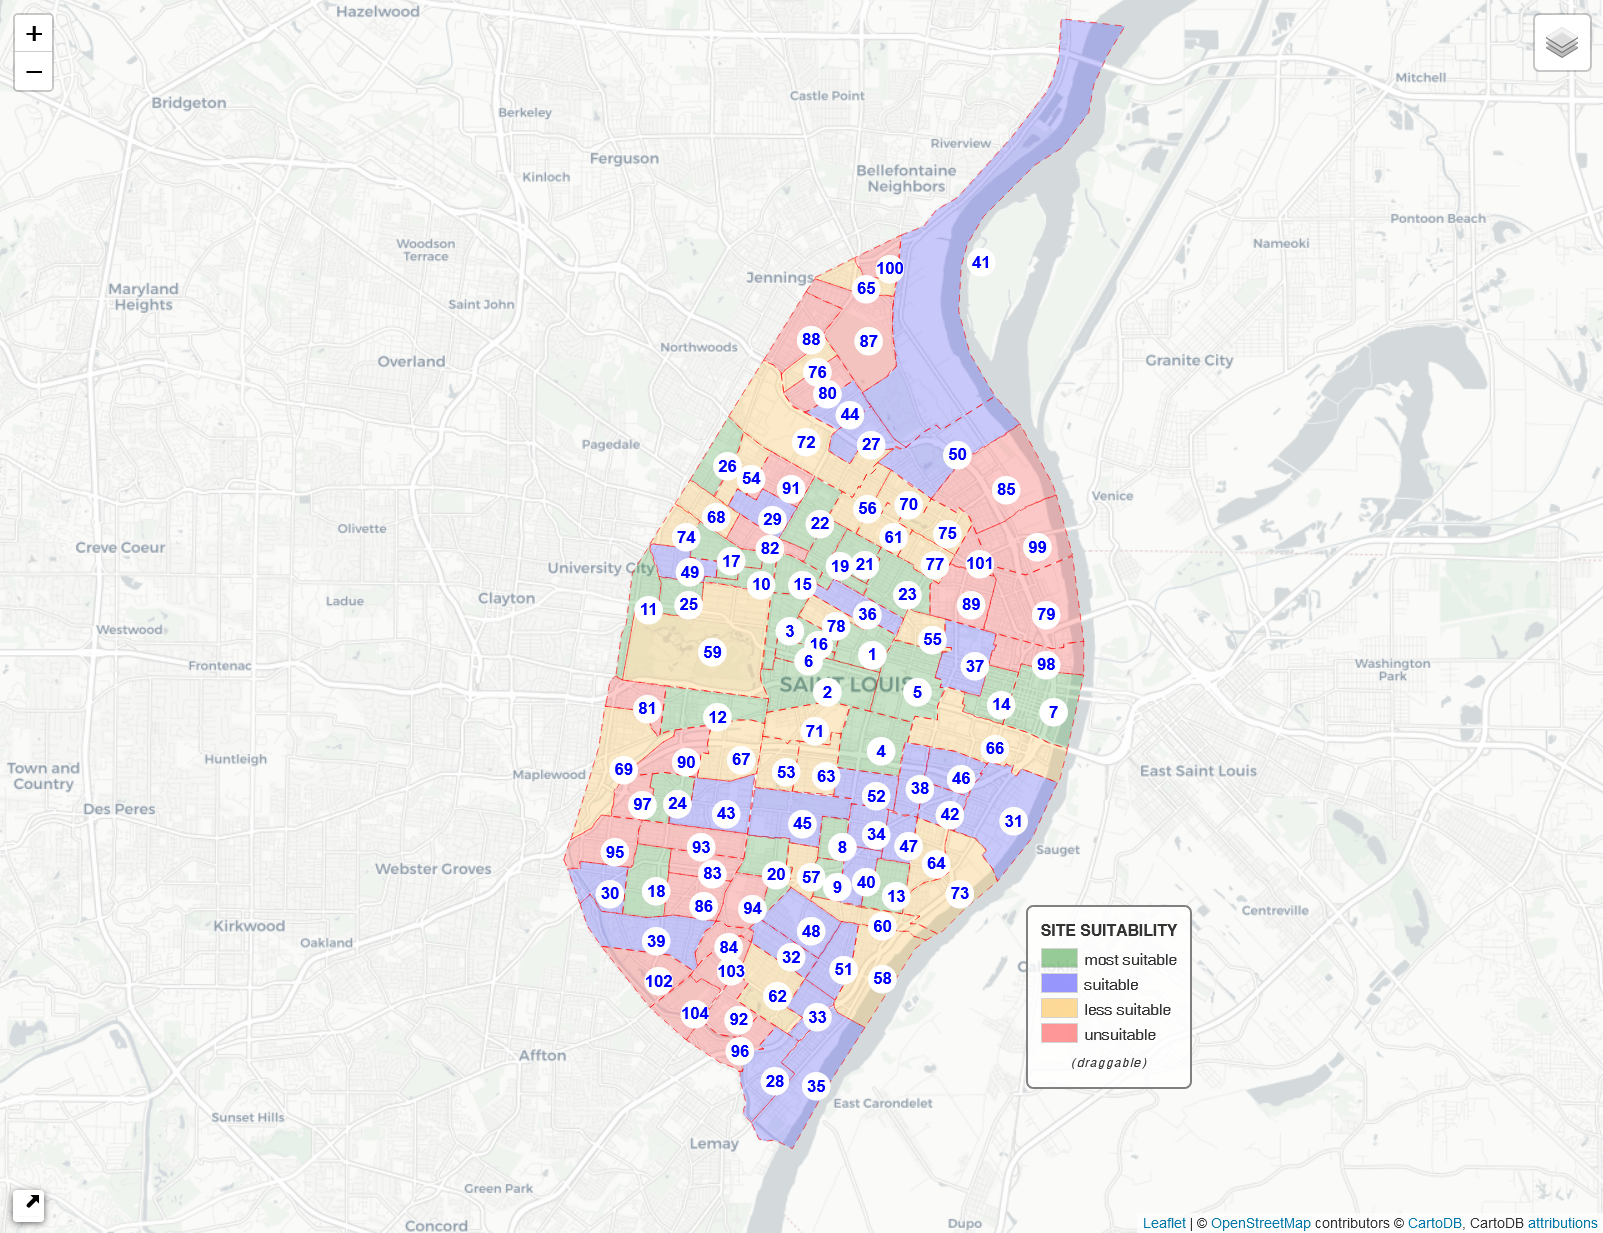 +
−
Hazelwood
Mitchell
Bridgeton
Castle Point
Berkeley
Riverview
Ferguson
Bellefontaine
Neighbors
Kinloch
Pontoon Beach
Woodson
Terrace
Nameoki
41
100
Jennings
65
Maryland
Heights
Saint John
88
87
Northwoods
Overland
Granite City
76
80
44
72
27
Pagedale
50
26
54
91
85
Venice
56
70
68
29
22
Olivette
74
61
75
Creve Coeur
82
99
17
University City
49
19
21
77
101
10
15
Clayton
23
Ladue
11
25
36
89
79
Westwood
3
78
55
16
59
6
1
Frontenac
37
98
Washington
Park
SAINT LOUIS
2
5
14
7
81
12
71
66
4
Huntleigh
67
90
Town and
Country
69
53
63
Maplewood
East Saint Louis
46
38
52
Des Peres
97
24
43
42
45
31
34
8
47
95
93
Sauget
64
Webster Groves
83
20
57
9
40
30
18
73
13
86
94
Centreville
Kirkwood
60
48
SITE SUITABILITY
39
Oakland
84
32
most suitable
103
51
58
102
suitable
62
less suitable
104
92
33
unsuitable
96
Affton
(draggable)
28
35
East Carondelet
Sunset Hills
Lemay
Green Park
Concord
Dupo
Leaflet | © OpenStreetMap contributors © CartoDB, CartoDB attributions